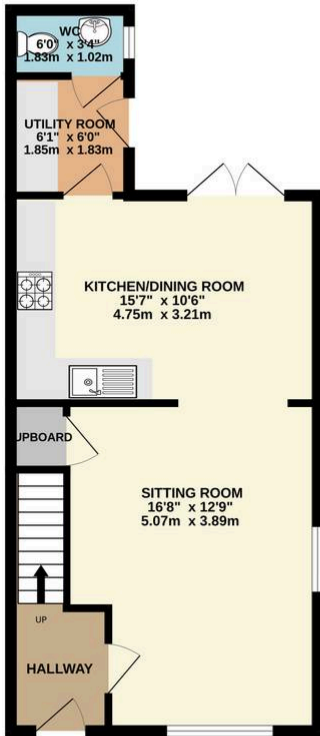 WC
6'0" x 3'4"
1.83m x 1.02m
UTILITY ROOM
6'1" x 6'0"
1.85m x 1.83m
KITCHEN/DINING ROOM
15'7" x 10'6"
4.75m x 3.21m
UPBOARD
SITTING ROOM
16'8" x 12'9"
5.07m x 3.89m
UP
HALLWAY